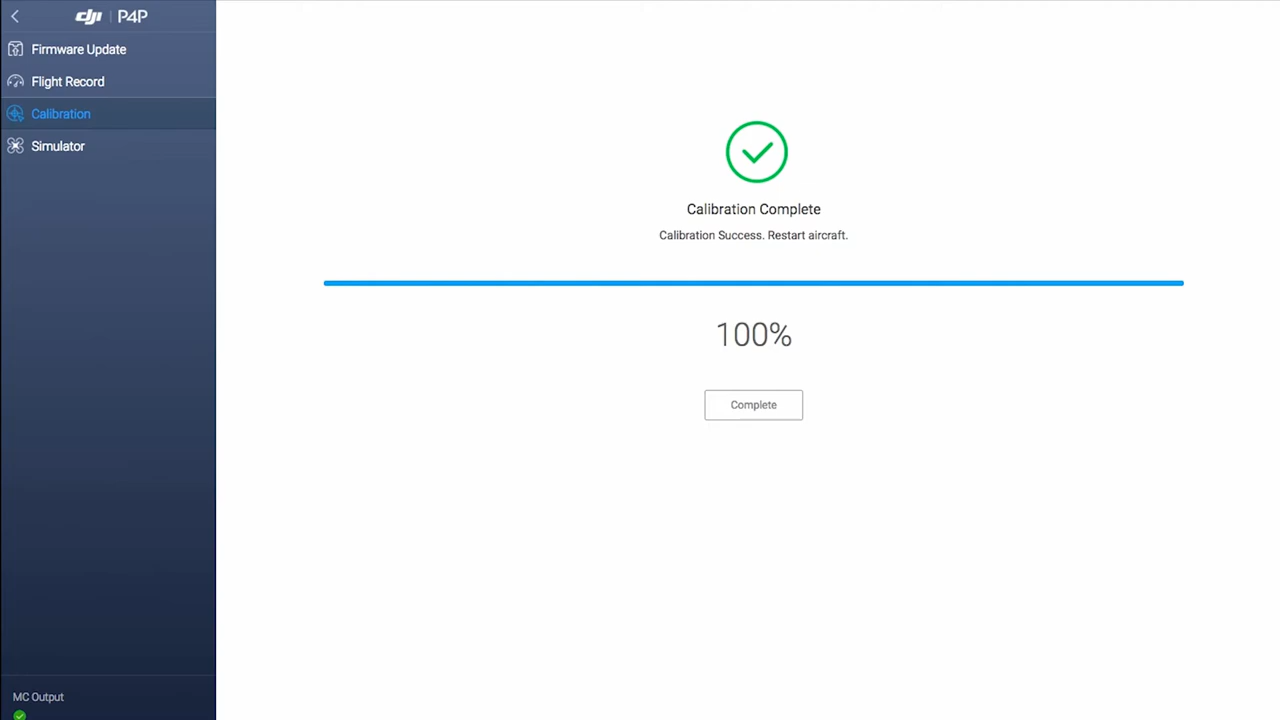 dji | P4P
Firmware Update
Flight Record
Calibration
Simulator
Calibration Complete
Calibration Success. Restart aircraft.
100%
Complete
MC Output